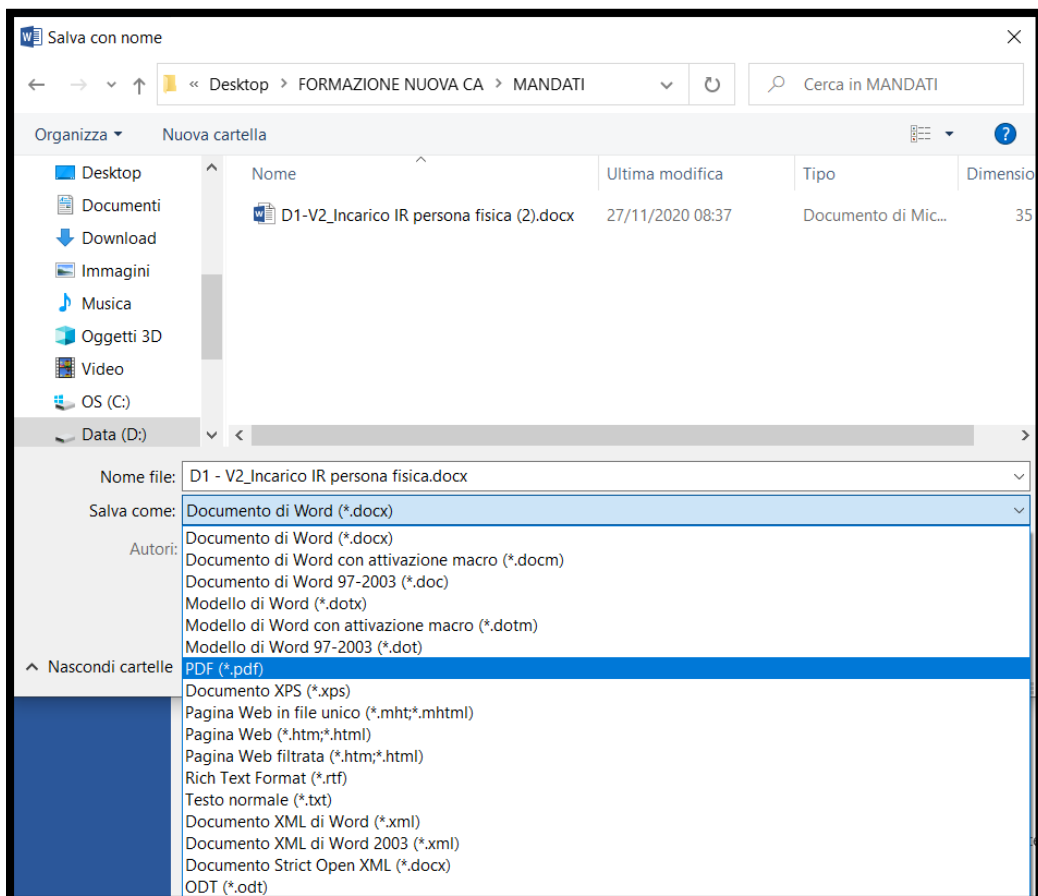 Salva con nome
« Desktop > FORMAZIONE NUOVA CA > MANDATI
Cerca in MANDATI
Organizza
Nuova cartella
?
Desktop
Documenti
Download
Immagini
Musica
Oggetti 3D
Video
OS (C:)
Data (D:)
Nome
Ultima modifica
Tipo
Dimensio
D1-V2_Incarico IR persona fisica (2).docx
27/11/2020 08:37
Documento di Mic...
35
Nome file: D1 - V2_Incarico IR persona fisica.docx
Salva come: Documento di Word (*.docx)
Autori:
Documento di Word (*.docx)
Documento di Word con attivazione macro (*.docm)
Documento di Word 97-2003 (*.doc)
Modello di Word (*.dotx)
Modello di Word con attivazione macro (*.dotm)
Modello di Word 97-2003 (*.dot)
Nascondi cartelle
PDF (*.pdf)
Documento XPS (*.xps)
Pagina Web in file unico (*.mht;*.mhtml)
Pagina Web (*.htm;*.html)
Pagina Web filtrata (*.htm;*.html)
Rich Text Format (*.rtf)
Testo normale (*.txt)
Documento XML di Word (*.xml)
Documento XML di Word 2003 (*.xml)
Documento Strict Open XML (*.docx)
ODT (*.odt)